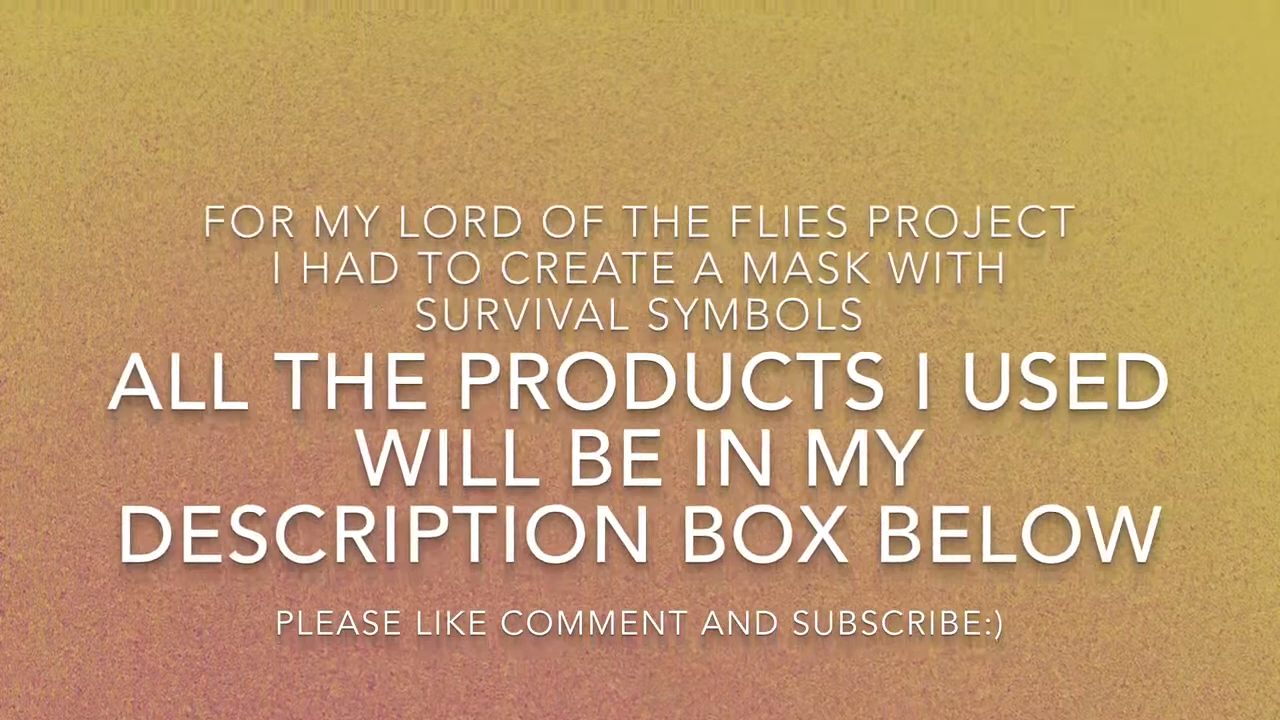 FOR MY LORD OF THE FLIES PROJECT
I HAD TO CREATE A MASK WITH
SURVIVAL SYMBOLS
ALL THE PRODUCTS I USED
WILL BE IN MY
DESCRIPTION BOX BELOW
PLEASE LIKE COMMENT AND SUBSCRIBE:)